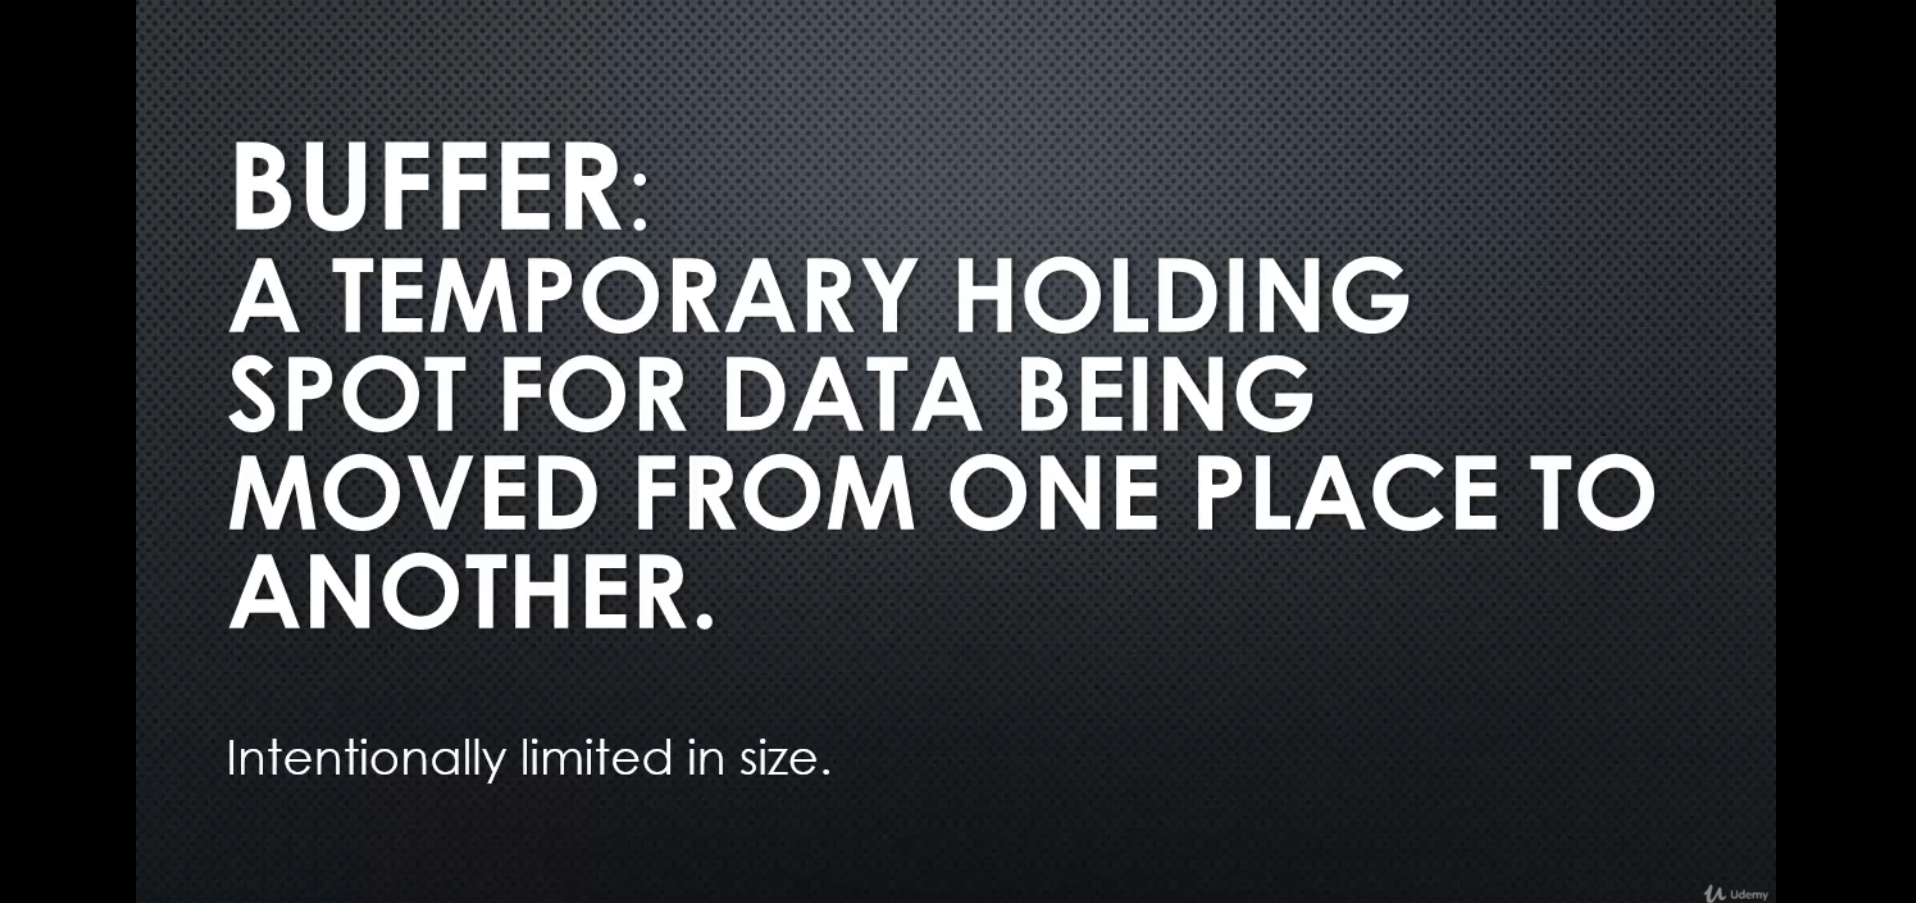 BUFFER:
A TEMPORARY HOLDING
SPOT FOR DATA BEING
MOVED FROM ONE PLACE TO
ANOTHER.
Intentionally limited in size.
Udemy